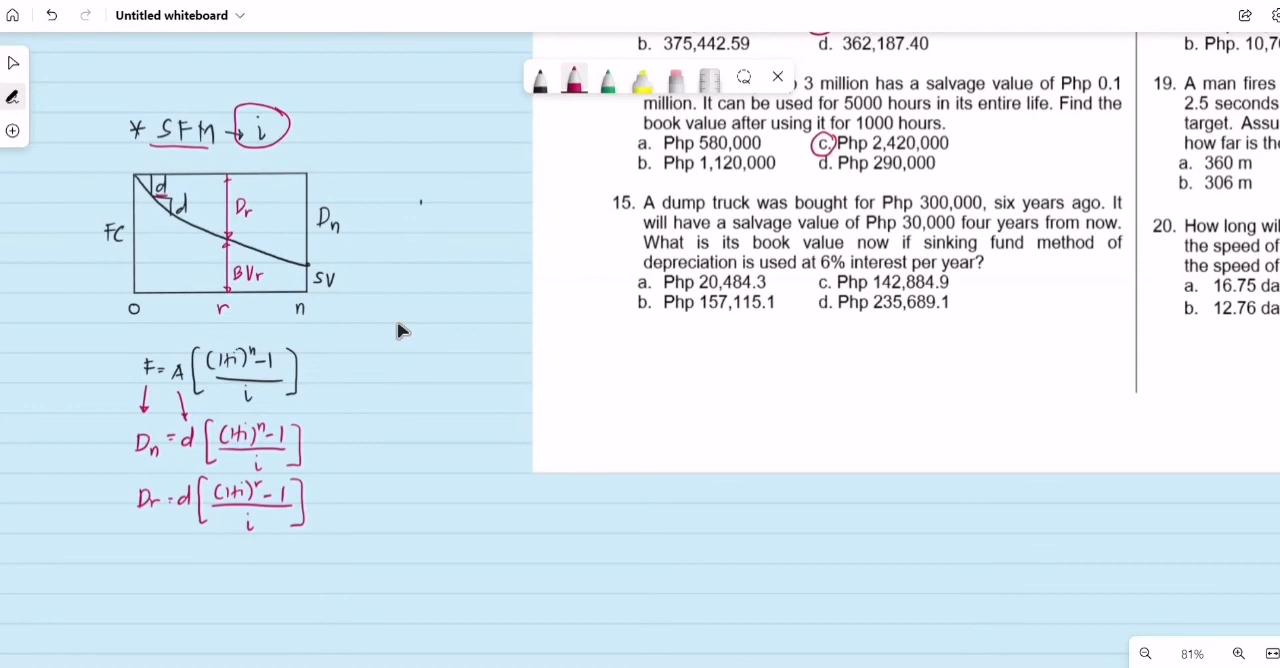 Untitled whiteboard
* SFM → i
d
d
Dr
Dn
FC
BVr
SV
0 r n
F = A [ (1+i)^n - 1 / i ]
Dn = d [ (1+i)^n - 1 / i ]
Dr = d [ (1+i)^r - 1 / i ]
b. 375,442.59 d. 362,187.40
3 million has a salvage value of Php 0.1
million. It can be used for 5000 hours in its entire life. Find the
book value after using it for 1000 hours.
a. Php 580,000 c. Php 2,420,000
b. Php 1,120,000 d. Php 290,000
15. A dump truck was bought for Php 300,000, six years ago. It
will have a salvage value of Php 30,000 four years from now.
What is its book value now if sinking fund method of
depreciation is used at 6% interest per year?
a. Php 20,484.3 c. Php 142,884.9
b. Php 157,115.1 d. Php 235,689.1
b. Php. 10,7
19. A man fires
2.5 seconds
target. Assu
how far is the
a. 360 m
b. 306 m
20. How long wil
the speed of
the speed of
a. 16.75 da
b. 12.76 da
81%